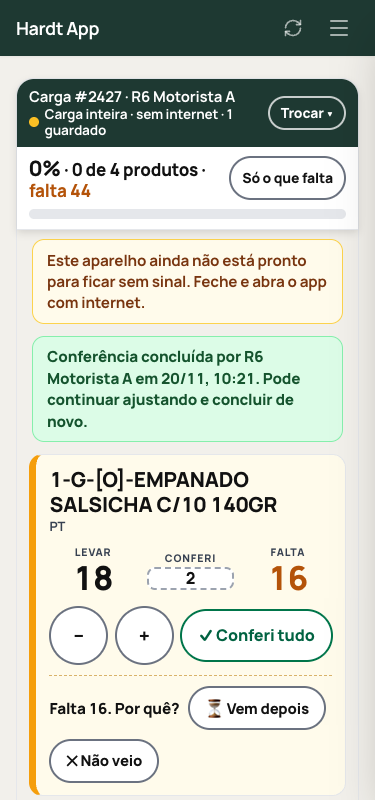 Hardt App
Carga #2427 · R6 Motorista A
Carga inteira · sem internet · 1
guardado
Trocar ▾
0% · 0 de 4 produtos ·
falta 44
Só o que falta
Este aparelho ainda não está pronto
para ficar sem sinal. Feche e abra o app
com internet.
Conferência concluída por R6
Motorista A em 20/11, 10:21. Pode
continuar ajustando e concluir de
novo.
1-G-[O]-EMPANADO
SALSICHA C/10 140GR
PT
LEVAR
18
CONFERI
2
FALTA
16
−
+
✓ Conferi tudo
Falta 16. Por quê?
⏳ Vem depois
✕ Não veio